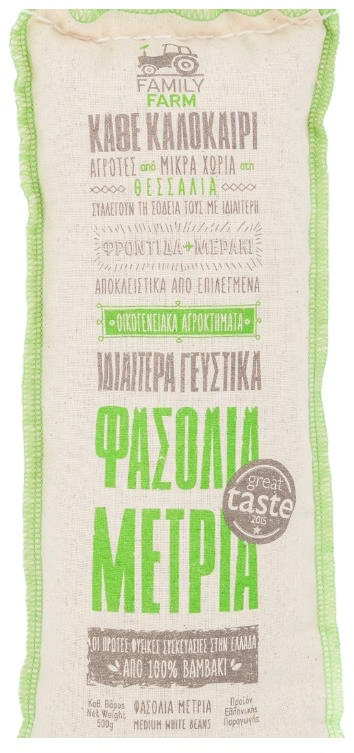 FAMILY
FARM
ΚΑΘΕ ΚΑΛΟΚΑΙΡΙ
ΑΓΡΟΤΕΣ από ΜΙΚΡΑ ΧΩΡΙΑ στη
ΘΕΣΣΑΛΙΑ
ΣΥΛΛΕΓΟΥΝ ΤΗ ΣΟΔΕΙΑ ΤΟΥΣ ΜΕ ΙΔΙΑΙΤΕΡΗ
ΦΡΟΝΤΙΔΑ + ΜΕΡΑΚΙ
ΑΠΟΚΛΕΙΣΤΙΚΑ ΑΠΟ ΕΠΙΛΕΓΜΕΝΑ
ΟΙΚΟΓΕΝΕΙΑΚΑ ΑΓΡΟΚΤΗΜΑΤΑ
ΙΔΙΑΙΤΕΡΑ ΓΕΥΣΤΙΚΑ
ΦΑΣΟΛΙΑ
great
taste
2015
ΜΕΤΡΙΑ
ΟΙ ΠΡΩΤΕΣ ΦΥΣΙΚΕΣ ΣΥΣΚΕΥΑΣΙΕΣ ΣΤΗΝ ΕΛΛΑΔΑ
ΑΠΟ 100% ΒΑΜΒΑΚΙ
Καθ. Βάρος
Net Weight
500g
ΦΑΣΟΛΙΑ ΜΕΤΡΙΑ
MEDIUM WHITE BEANS
Προϊόν
Ελληνικής
Παραγωγής